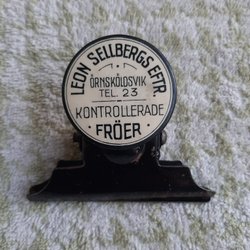 LEON SELLBERGS EFTR.
ÖRNSKÖLDSVIK
TEL. 23
KONTROLLERADE
FRÖER